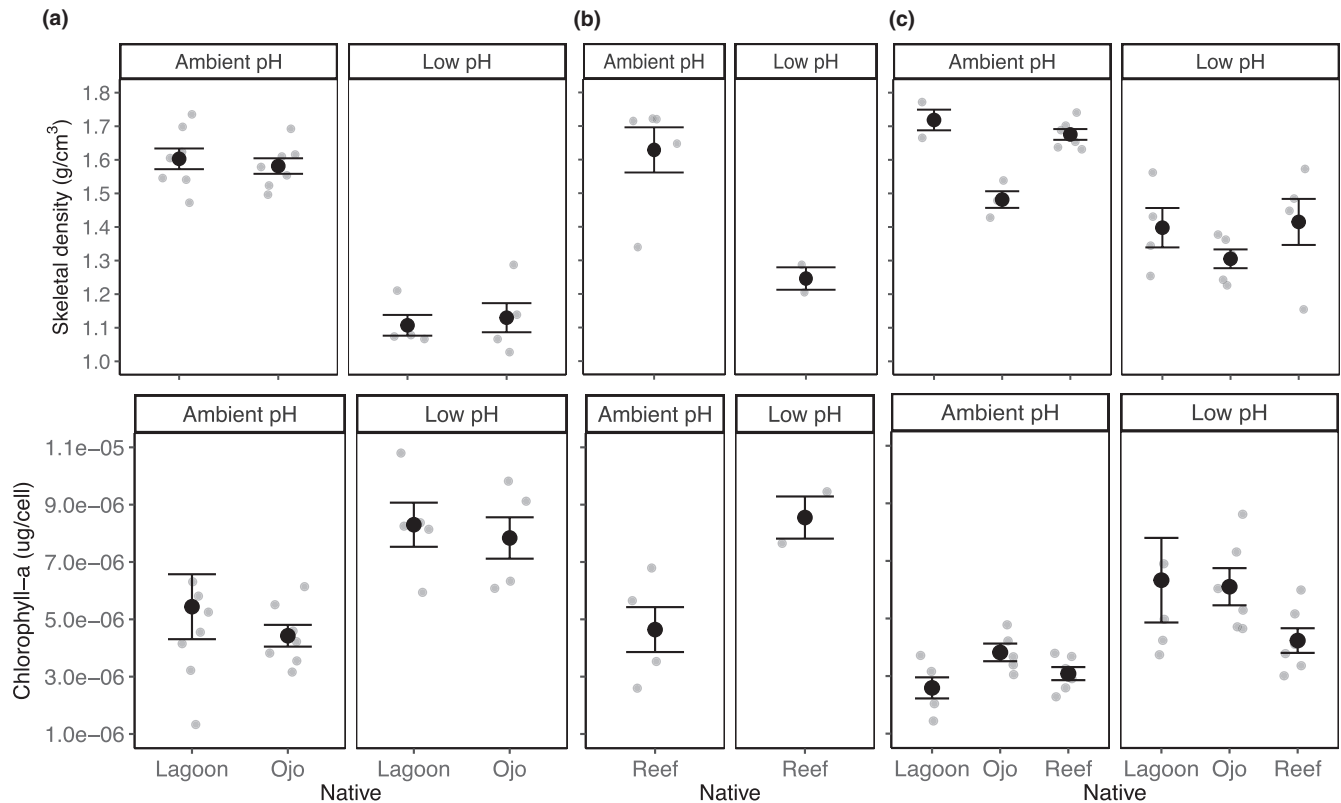 (a)
(b)
(c)
Ambient pH
Low pH
Ambient pH
Low pH
Ambient pH
Low pH
Skeletal density (g/cm³)
1.8
1.7
1.6
1.5
1.4
1.3
1.2
1.1
1.0
Ambient pH
Low pH
Ambient pH
Low pH
Ambient pH
Low pH
Chlorophyll−a (ug/cell)
1.1e−05
9.0e−06
7.0e−06
5.0e−06
3.0e−06
1.0e−06
Lagoon Ojo Lagoon Ojo Reef Reef Lagoon Ojo Reef Lagoon Ojo Reef
Native Native Native